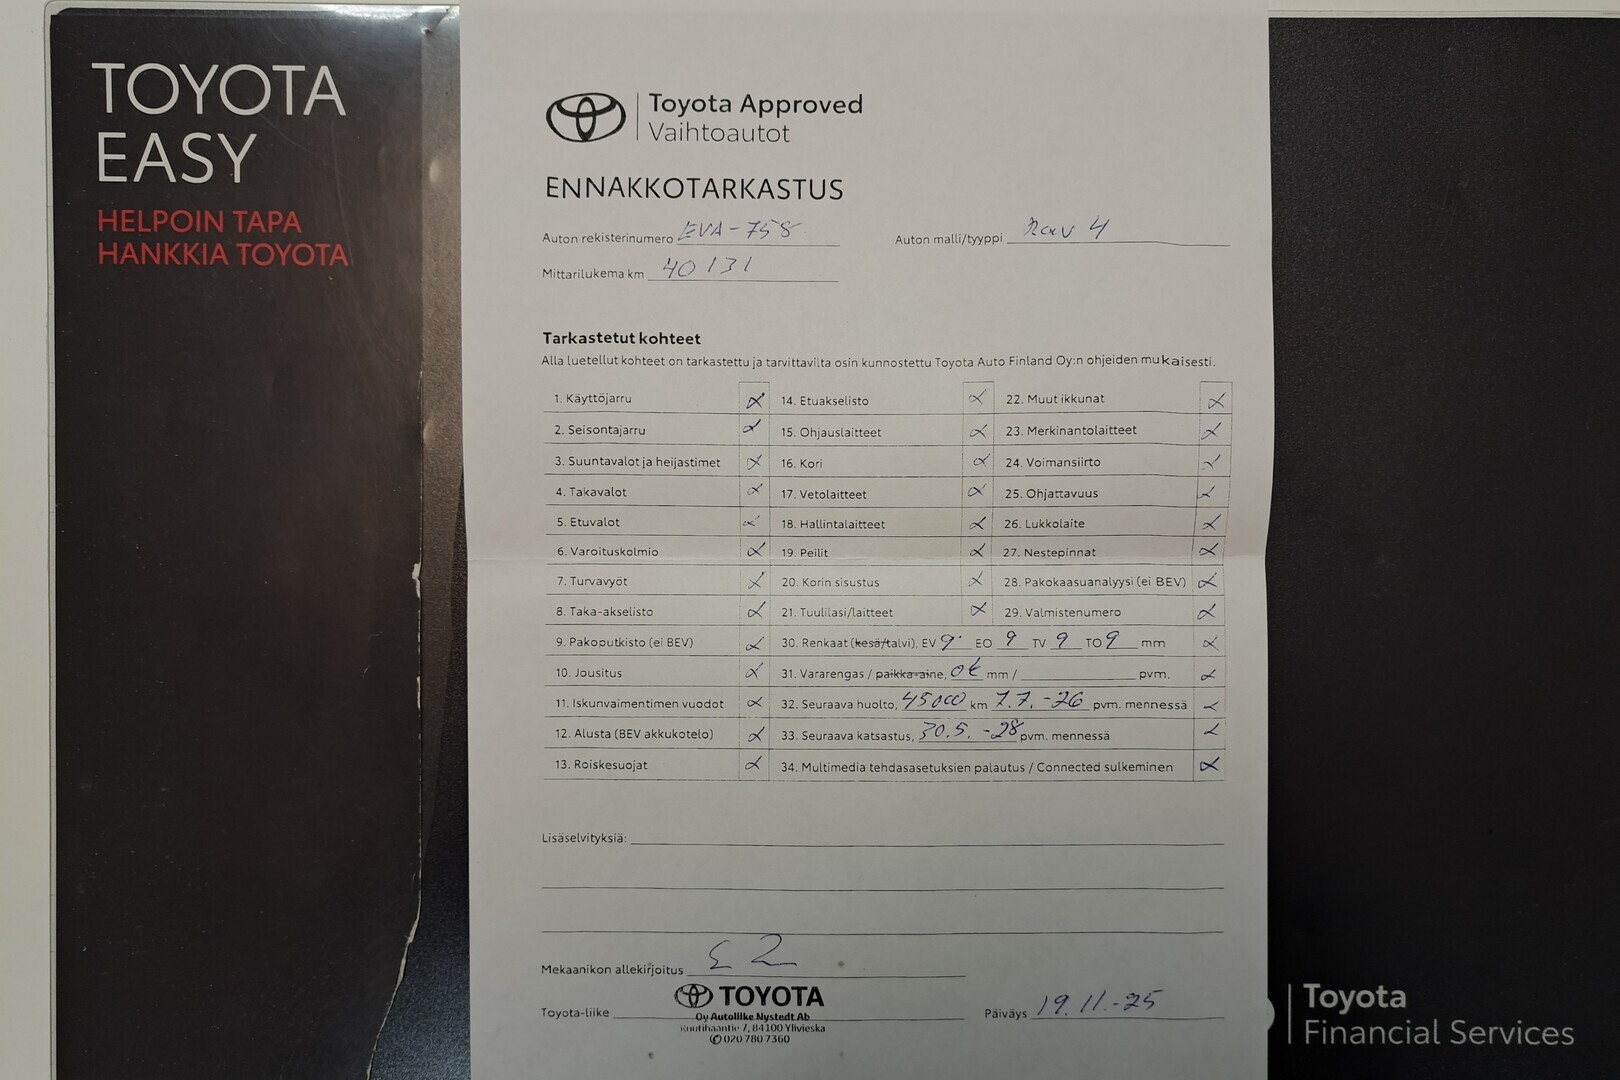 TOYOTA
EASY
HELPOIN TAPA
HANKKIA TOYOTA
Toyota Approved
Vaihtoautot
ENNAKKOTARKASTUS
Auton rekisterinumero EVA-758 Auton malli/tyyppi Rav 4
Mittarilukema km 40131
Tarkastetut kohteet
Alla luetellut kohteet on tarkastettu ja tarvittavilta osin kunnostettu Toyota Auto Finland Oy:n ohjeiden mukaisesti.
1. Käyttöjarru 14. Etuakselisto 22. Muut ikkunat
2. Seisontajarru 15. Ohjauslaitteet 23. Merkinantolaitteet
3. Suuntavalot ja heijastimet 16. Kori 24. Voimansiirto
4. Takavalot 17. Vetolaitteet 25. Ohjattavuus
5. Etuvalot 18. Hallintalaitteet 26. Lukkolaite
6. Varoituskolmio 19. Peilit 27. Nestepinnat
7. Turvavyöt 20. Korin sisustus 28. Pakokaasuanalyysi (ei BEV)
8. Taka-akselisto 21. Tuulilasi/laitteet 29. Valmistenumero
9. Pakoputkisto (ei BEV) 30. Renkaat (kesä/talvi), EV 9 EO 9 TV 9 TO 9 mm
10. Jousitus 31. Vararengas / paikka-aine, ok mm / pvm.
11. Iskunvaimentimen vuodot 32. Seuraava huolto, 45000 km 7.7.-26 pvm. mennessä
12. Alusta (BEV akkukotelo) 33. Seuraava katsastus, 30.5.-28 pvm. mennessä
13. Roiskesuojat 34. Multimedia tehdasasetuksien palautus / Connected sulkeminen
Lisäselvityksiä:
Mekaanikon allekirjoitus
TOYOTA
Toyota-liike Oy Autoliike Nystedt Ab Päiväys 19.11.-25
7, 84100 Ylivieska
020 780 7360
Toyota
Financial Services